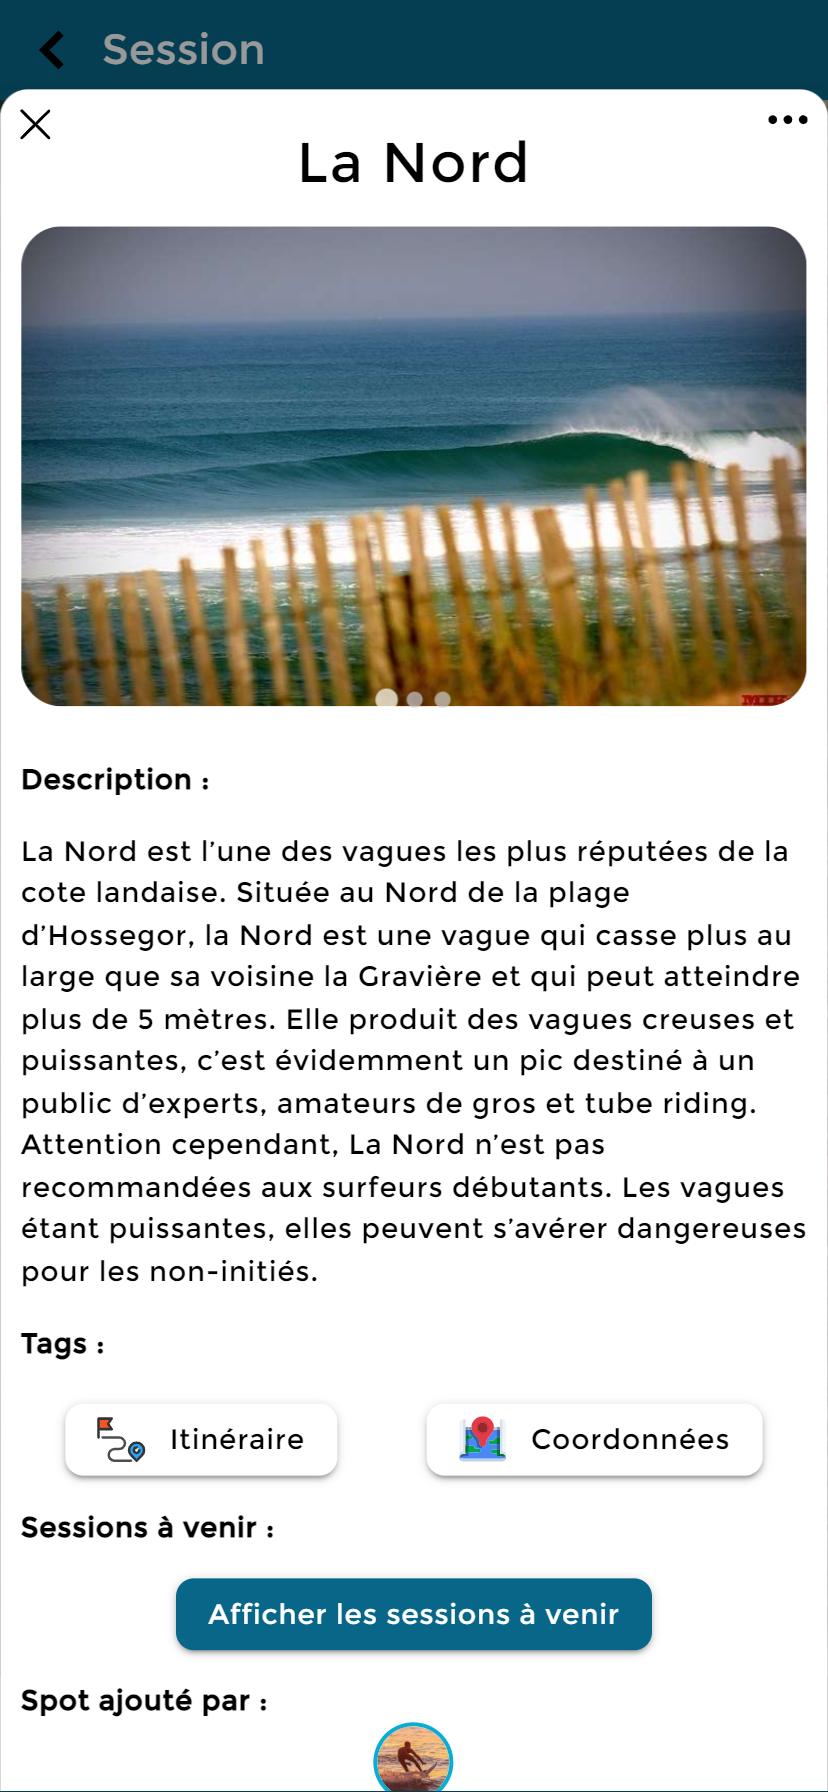 Session
La Nord
Description :
La Nord est l’une des vagues les plus réputées de la
cote landaise. Située au Nord de la plage
d’Hossegor, la Nord est une vague qui casse plus au
large que sa voisine la Gravière et qui peut atteindre
plus de 5 mètres. Elle produit des vagues creuses et
puissantes, c’est évidemment un pic destiné à un
public d’experts, amateurs de gros et tube riding.
Attention cependant, La Nord n’est pas
recommandées aux surfeurs débutants. Les vagues
étant puissantes, elles peuvent s’avérer dangereuses
pour les non-initiés.
Tags :
Itinéraire
Coordonnées
Sessions à venir :
Afficher les sessions à venir
Spot ajouté par :